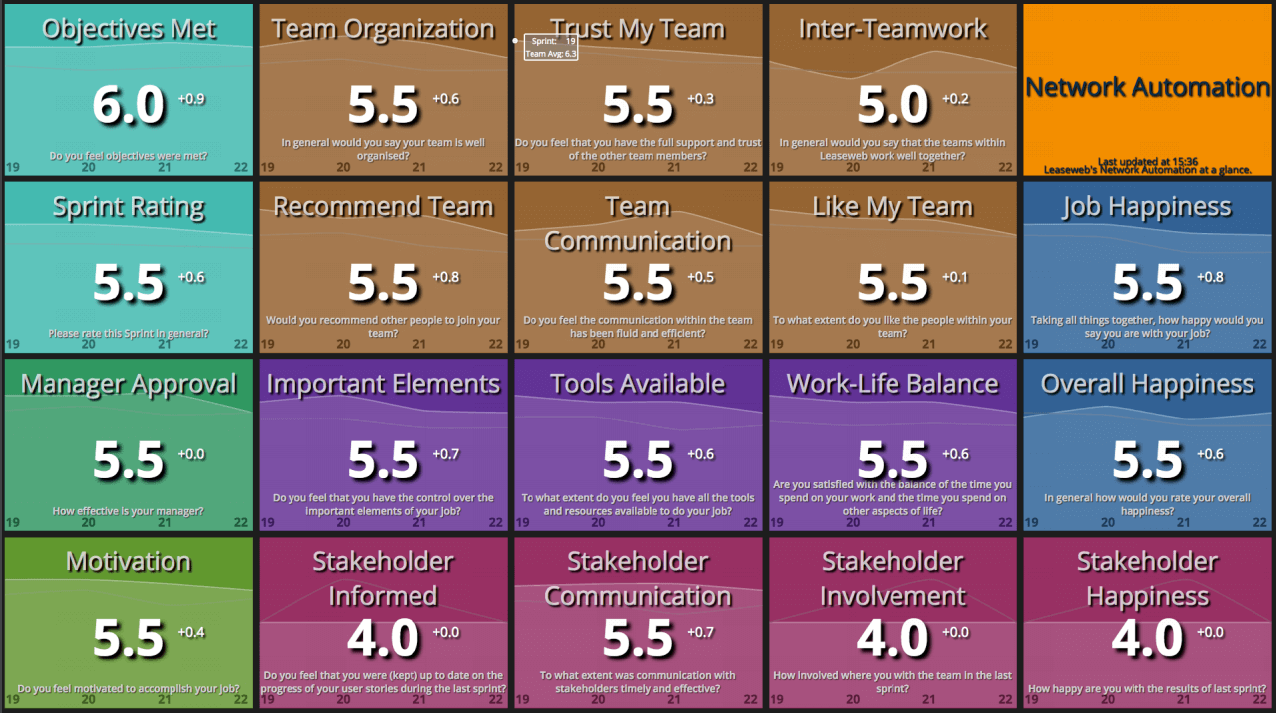 Objectives Met
6.0 +0.9
Do you feel objectives were met?
19 20 21 22
Team Organization
5.5 +0.6
In general would you say your team is well
organised?
19 20 21 22
Trust My Team
Sprint: 19
Team Avg: 6.3
5.5 +0.3
Do you feel that you have the full support and trust
of the other team members?
19 20 21 22
Inter-Teamwork
5.0 +0.2
In general would you say that the teams within
Leaseweb work well together?
19 20 21 22
Network Automation
Last updated at 15:36
Leaseweb's Network Automation at a glance.
Sprint Rating
5.5 +0.6
Please rate this Sprint in general?
19 20 21 22
Recommend Team
5.5 +0.8
Would you recommend other people to join your
team?
19 20 21 22
Team
Communication
5.5 +0.5
Do you feel the communication within the team
has been fluid and efficient?
19 20 21 22
Like My Team
5.5 +0.1
To what extent do you like the people within your
team?
19 20 21 22
Job Happiness
5.5 +0.8
Taking all things together, how happy would you
say you are with your job?
19 20 21 22
Manager Approval
5.5 +0.0
How effective is your manager?
19 20 21 22
Important Elements
5.5 +0.7
Do you feel that you have the control over the
important elements of your job?
19 20 21 22
Tools Available
5.5 +0.6
To what extent do you feel you have all the tools
and resources available to do your job?
19 20 21 22
Work-Life Balance
5.5 +0.6
Are you satisfied with the balance of the time you
spend on your work and the time you spend on
other aspects of life?
19 20 21 22
Overall Happiness
5.5 +0.6
In general how would you rate your overall
happiness?
19 20 21 22
Motivation
5.5 +0.4
Do you feel motivated to accomplish your job?
19 20 21 22
Stakeholder
Informed
4.0 +0.0
Do you feel that you were (kept) up to date on the
progress of your user stories during the last sprint?
19 20 21 22
Stakeholder
Communication
5.5 +0.7
To what extent was communication with
stakeholders timely and effective?
19 20 21 22
Stakeholder
Involvement
4.0 +0.0
How involved where you with the team in the last
sprint?
19 20 21 22
Stakeholder
Happiness
4.0 +0.0
How happy are you with the results of last sprint?
19 20 21 22